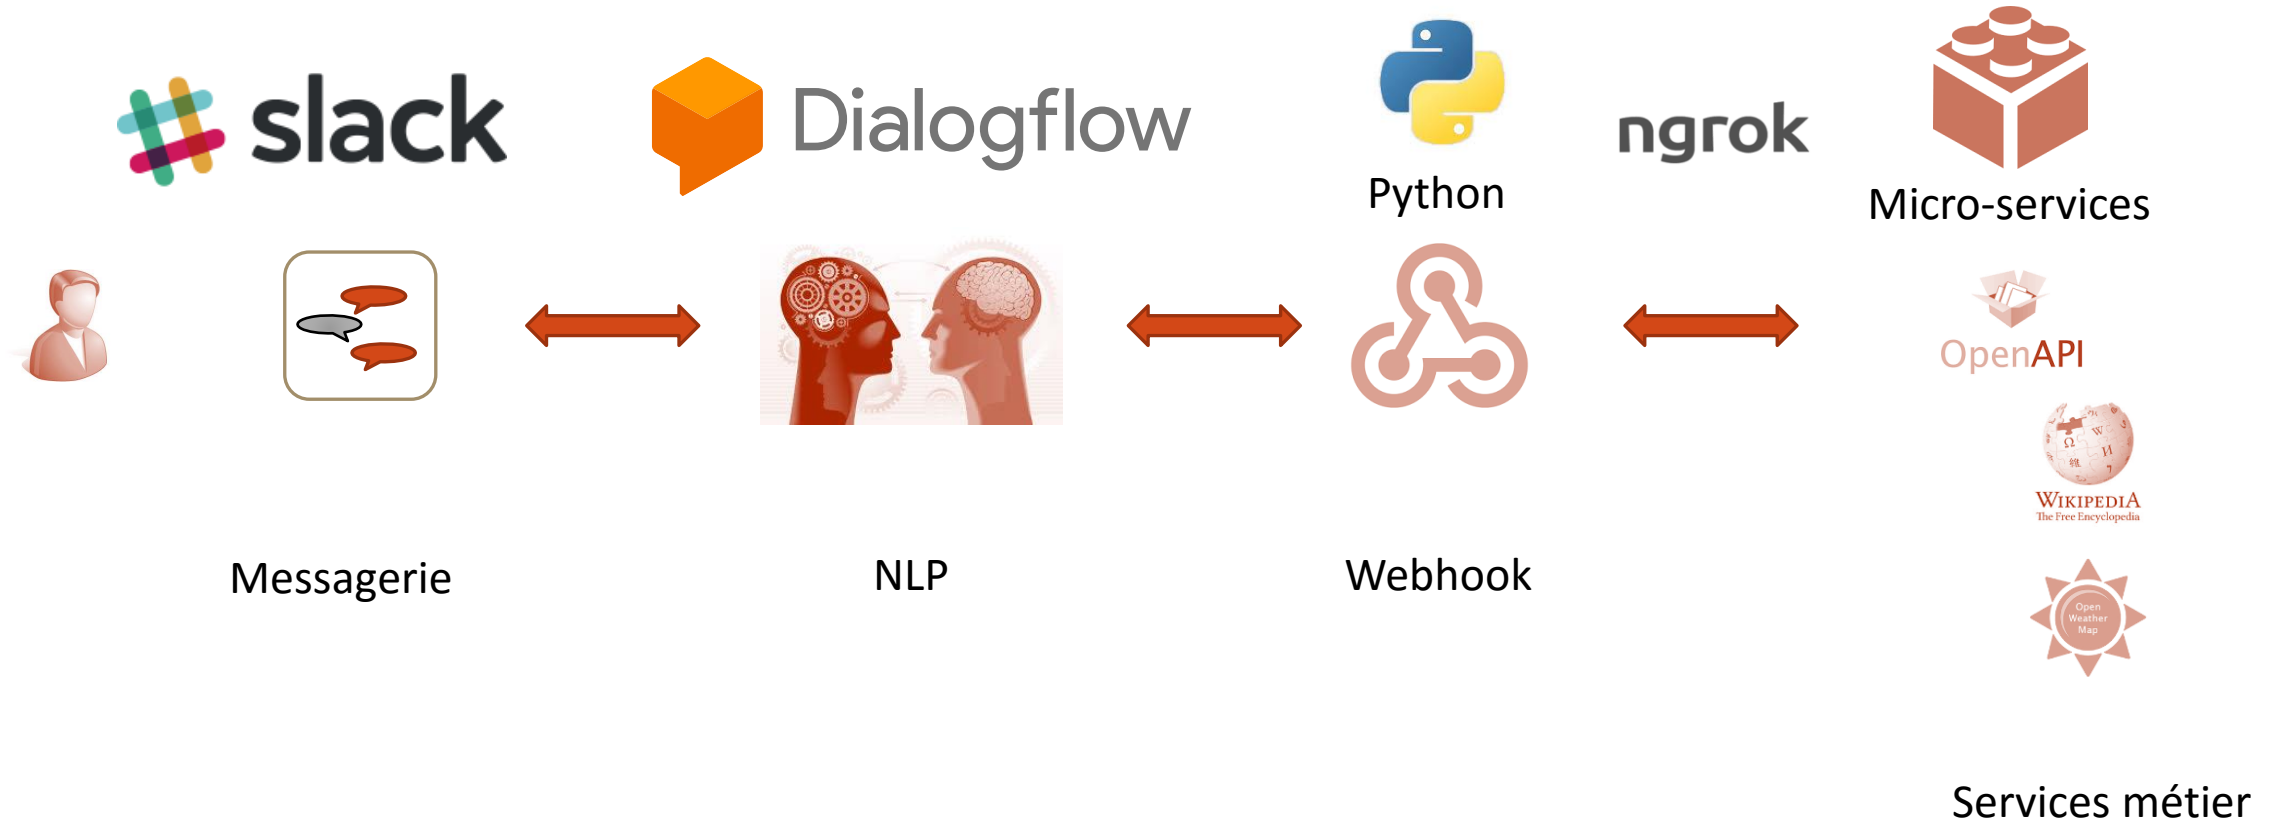 slack
Dialogflow
Python
ngrok
Micro-services
OpenAPI
Ω W И
維
WIKIPEDIA
The Free Encyclopedia
Messagerie
NLP
Webhook
Open
Weather
Map
Services métier